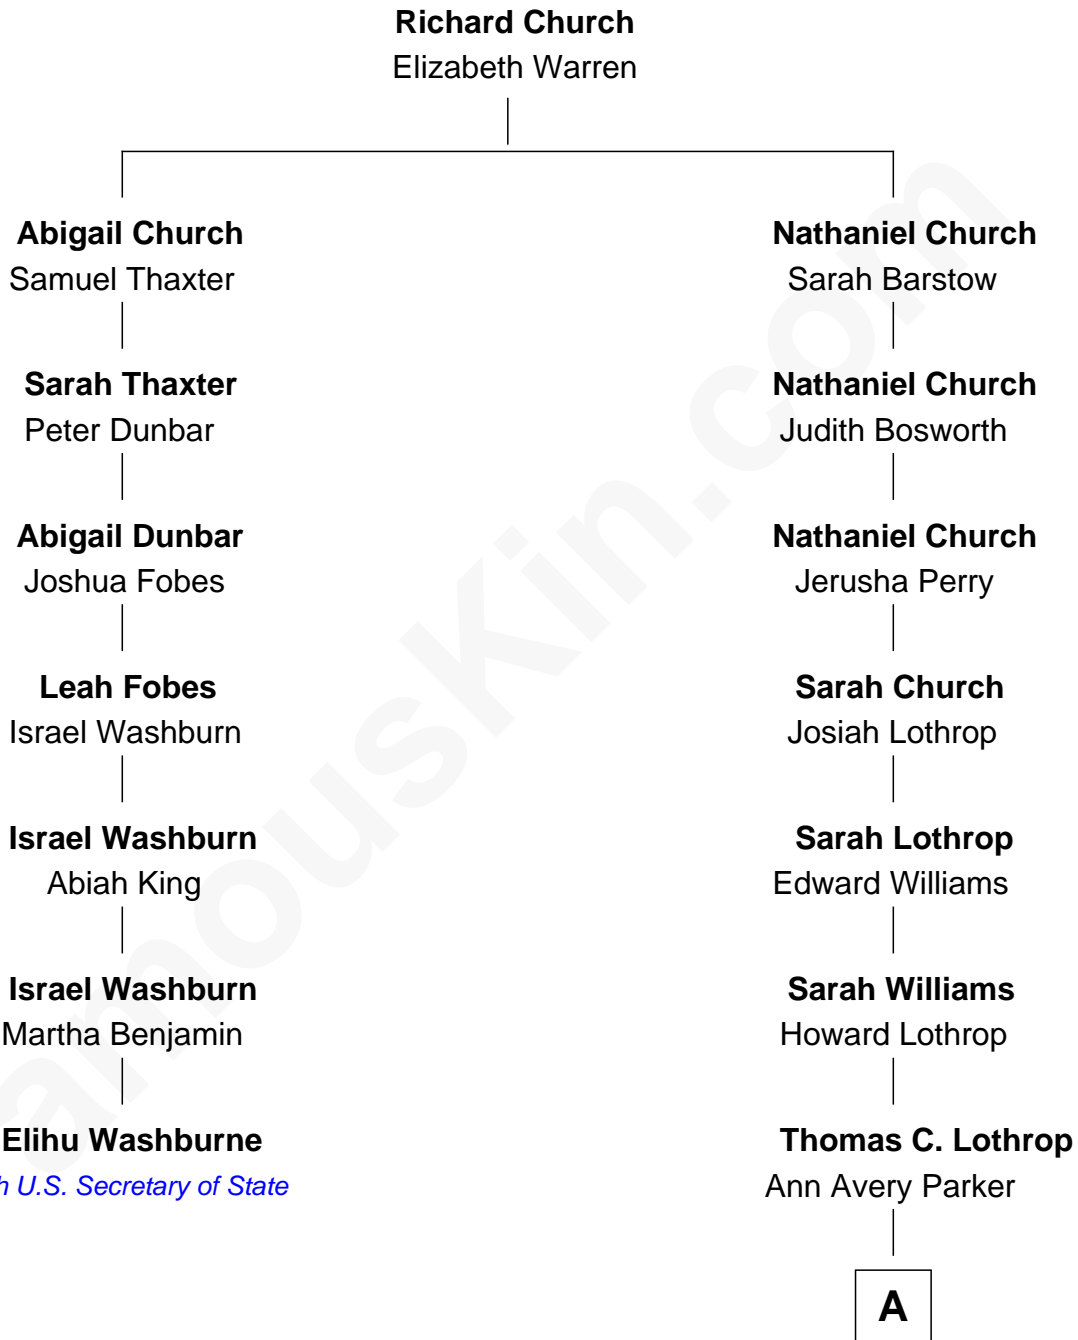 Richard Church
Elizabeth Warren
Abigail Church
Samuel Thaxter
Nathaniel Church
Sarah Barstow
Sarah Thaxter
Peter Dunbar
Nathaniel Church
Judith Bosworth
Abigail Dunbar
Joshua Fobes
Nathaniel Church
Jerusha Perry
Leah Fobes
Israel Washburn
Sarah Church
Josiah Lothrop
Israel Washburn
Abiah King
Sarah Lothrop
Edward Williams
Israel Washburn
Martha Benjamin
Sarah Williams
Howard Lothrop
Elihu Washburne
h U.S. Secretary of State
Thomas C. Lothrop
Ann Avery Parker
A
amousKin.com